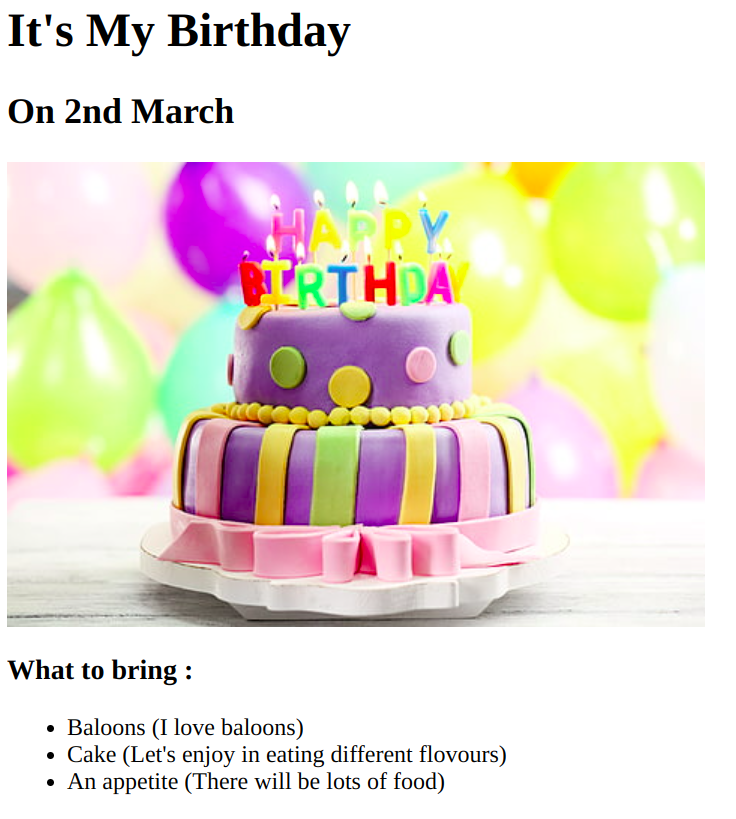 It's My Birthday
On 2nd March
HAPPY
BIRTHDAY
What to bring :
Baloons (I love baloons)
Cake (Let's enjoy in eating different flovours)
An appetite (There will be lots of food)